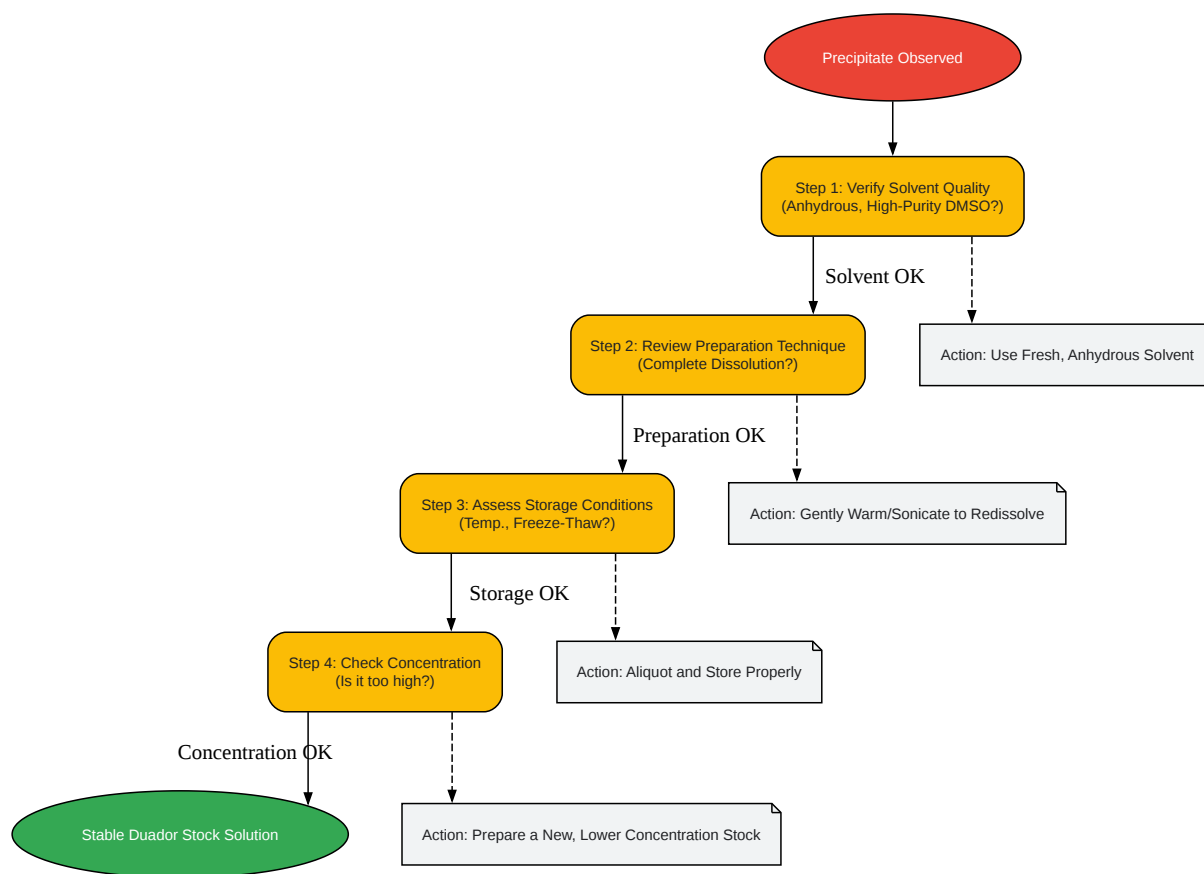 Precipitate Observed
Step 1: Verify Solvent Quality
(Anhydrous, High-Purity DMSO?)
Solvent OK
Step 2: Review Preparation Technique
(Complete Dissolution?)
Action: Use Fresh, Anhydrous Solvent
Preparation OK
Step 3: Assess Storage Conditions
(Temp., Freeze-Thaw?)
Action: Gently Warm/Sonicate to Redissolve
Storage OK
Step 4: Check Concentration
(Is it too high?)
Action: Aliquot and Store Properly
Concentration OK
Stable Duador Stock Solution
Action: Prepare a New, Lower Concentration Stock